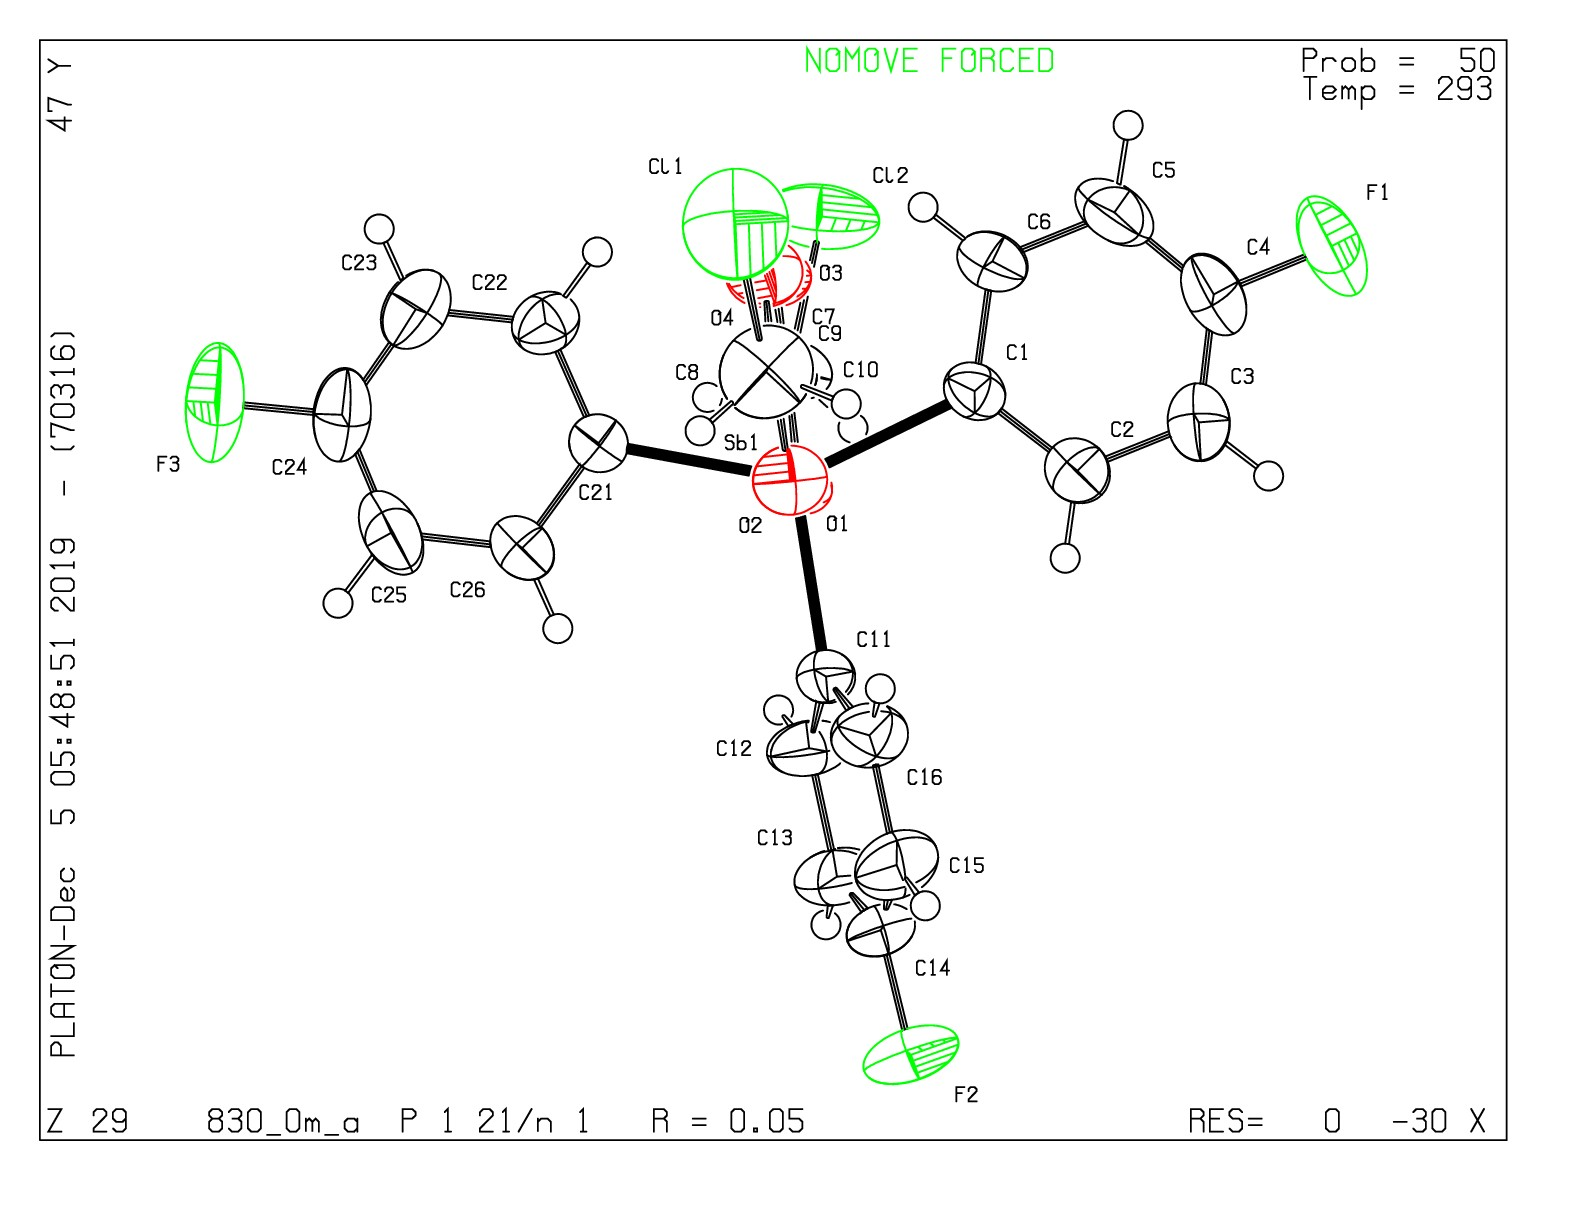 NOMOVE FORCED
Prob = 50
Temp = 293
PLATON-Dec 5 05:48:51 2019 - (70316) 47 Y
Cl1
Cl2
C5
F1
C6
C4
C23
C22
O3
O4
C7
C9
C1
C8
C10
C3
C2
Sb1
F3
C24
C21
O2
O1
C25
C26
C11
C12
C16
C13
C15
C14
F2
Z 29 830_0m_a P 1 21/n 1 R = 0.05 RES= 0 -30 X